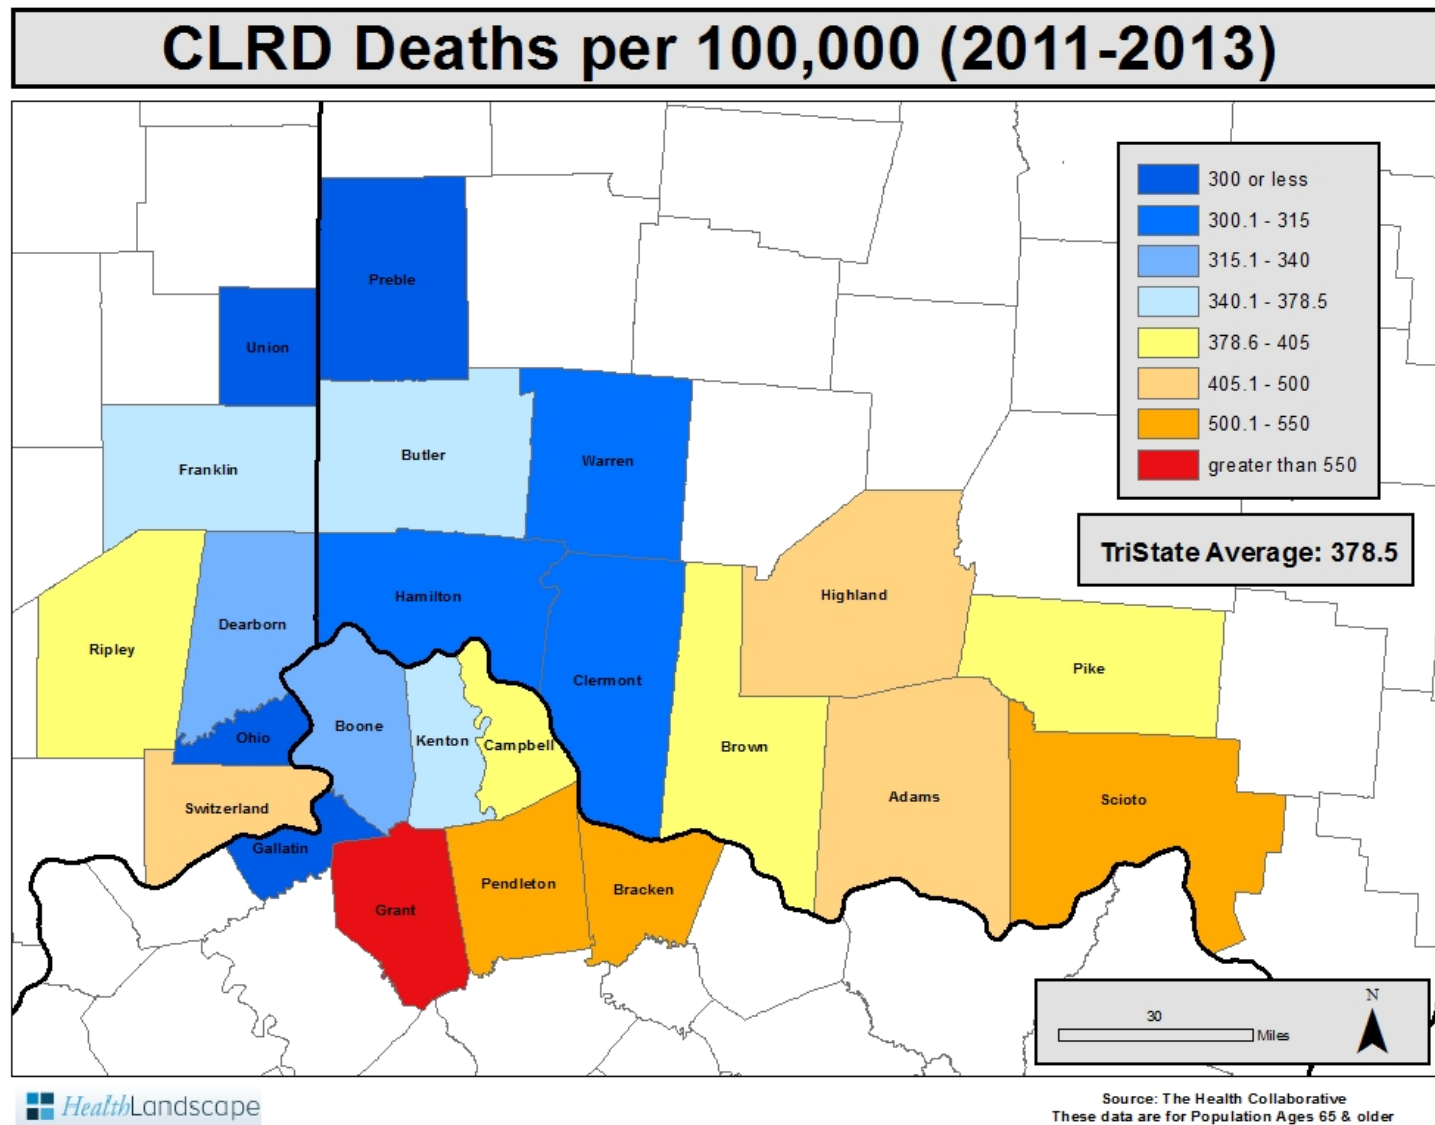 CLRD Deaths per 100,000 (2011-2013)
300 or less
300.1 - 315
315.1 - 340
340.1 - 378.5
378.6 - 405
405.1 - 500
500.1 - 550
greater than 550
TriState Average: 378.5
Preble
Union
Franklin
Butler
Warren
Hamilton
Highland
Dearborn
Ripley
Clermont
Pike
Ohio
Boone
Kenton
Campbell
Brown
Switzerland
Adams
Scioto
Gallatin
Pendleton
Bracken
Grant
N
30
Miles
HealthLandscape
Source: The Health Collaborative
These data are for Population Ages 65 & older